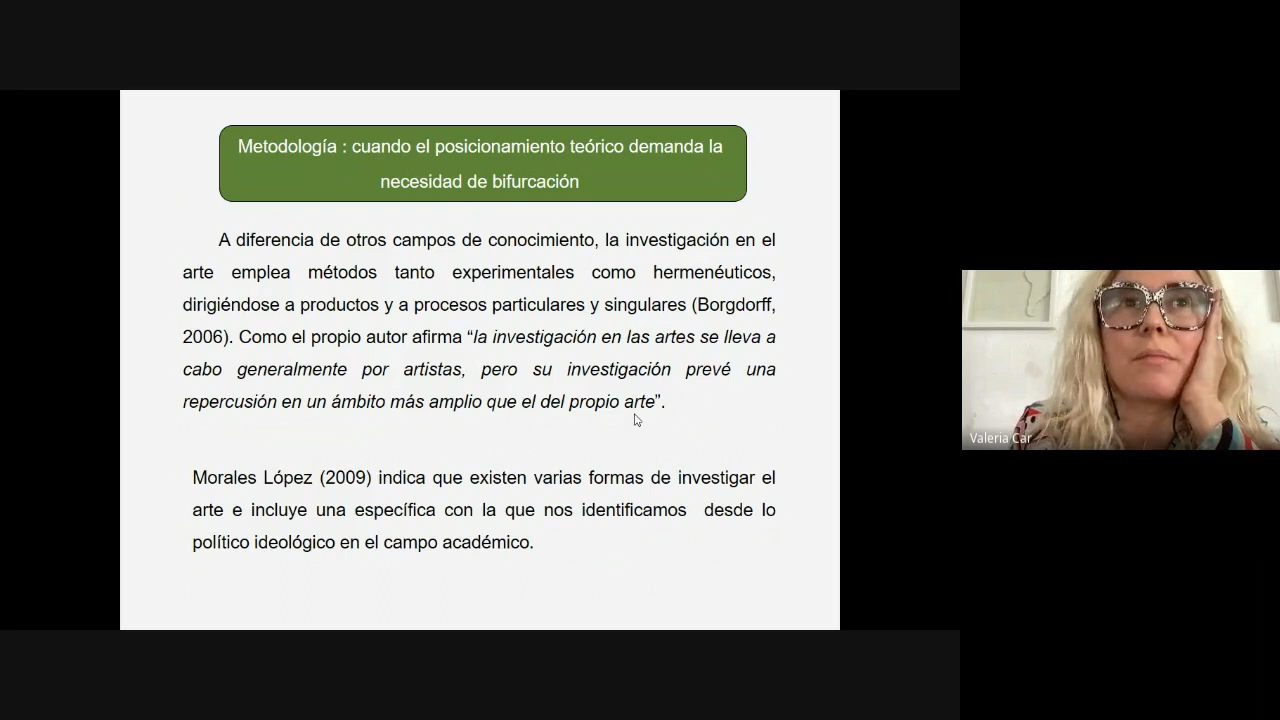 Metodología : cuando el posicionamiento teórico demanda la
necesidad de bifurcación
A diferencia de otros campos de conocimiento, la investigación en el
arte emplea métodos tanto experimentales como hermenéuticos,
dirigiéndose a productos y a procesos particulares y singulares (Borgdorff,
2006). Como el propio autor afirma “la investigación en las artes se lleva a
cabo generalmente por artistas, pero su investigación prevé una
repercusión en un ámbito más amplio que el del propio arte”.
Morales López (2009) indica que existen varias formas de investigar el
arte e incluye una específica con la que nos identificamos desde lo
político ideológico en el campo académico.
Valeria Car